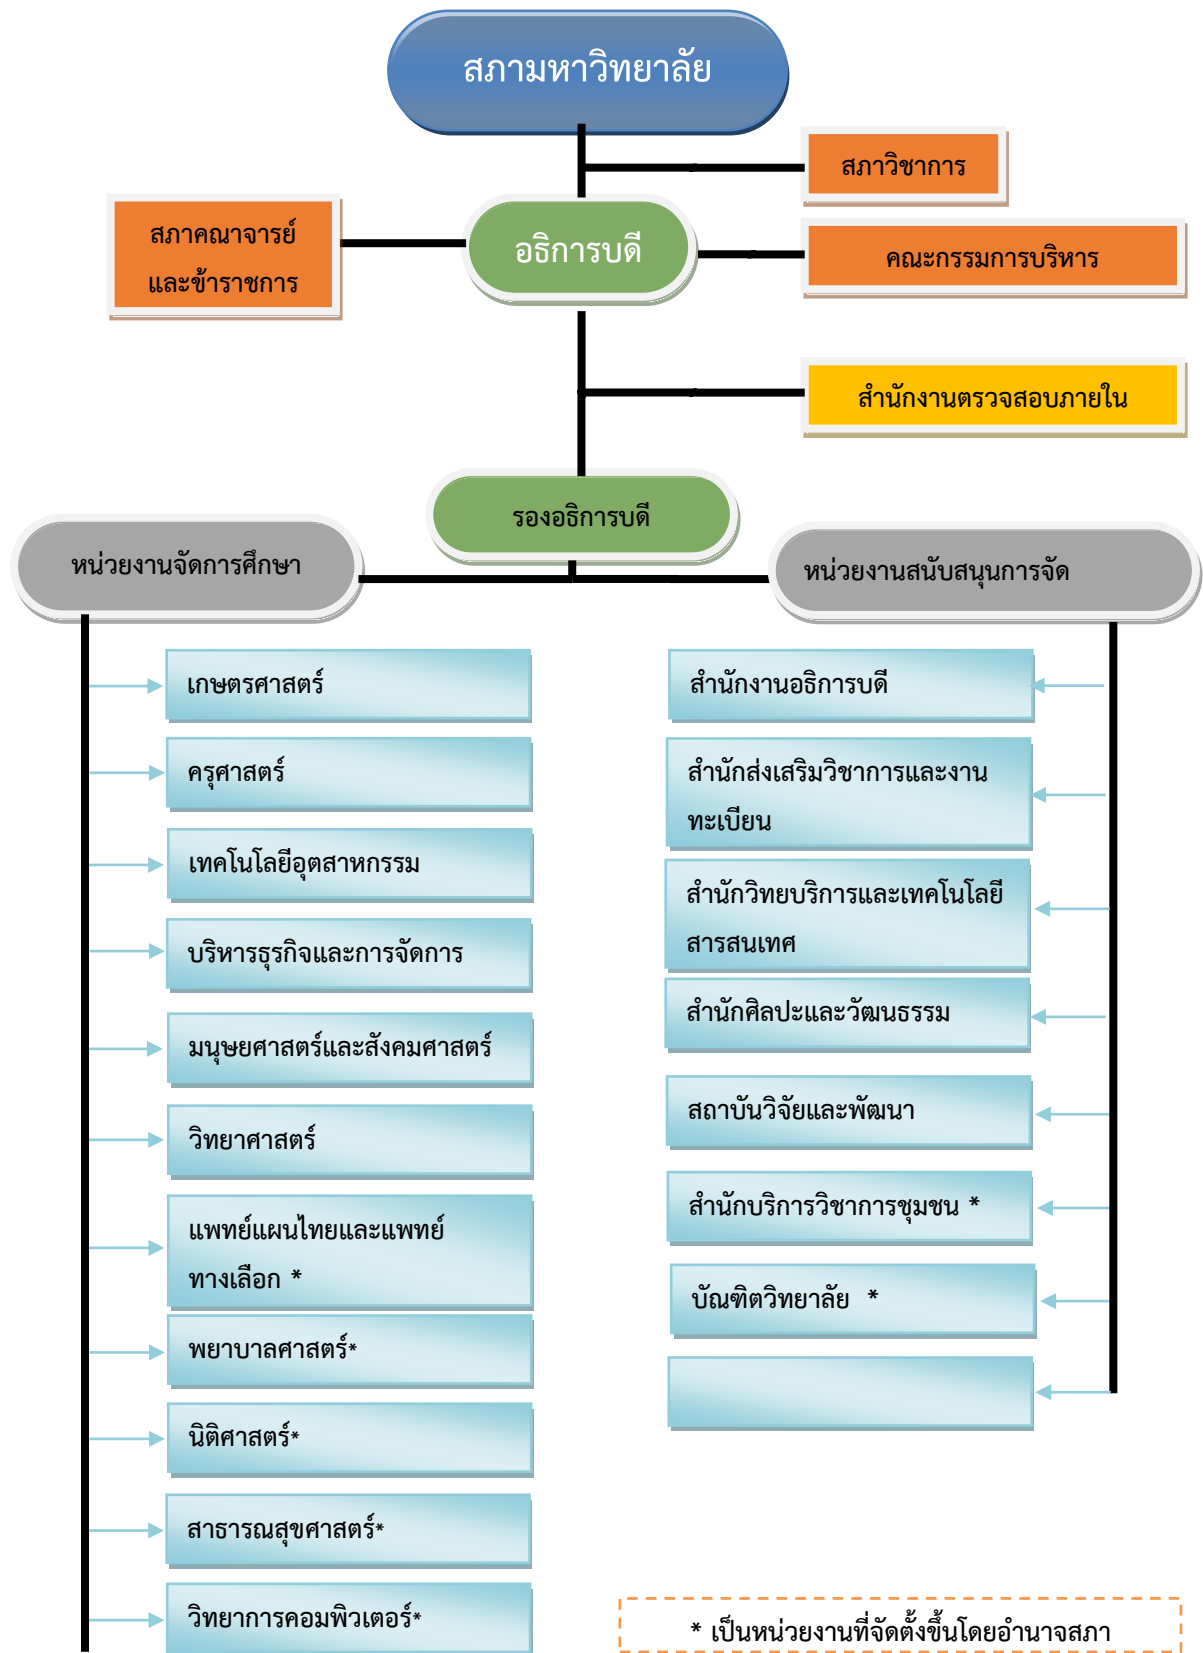 สภามหาวิทยาลัย
สภาวิชาการ
สภาคณาจารย์
และข้าราชการ
อธิการบดี
คณะกรรมการบริหาร
สำนักงานตรวจสอบภายใน
รองอธิการบดี
หน่วยงานจัดการศึกษา
หน่วยงานสนับสนุนการจัด
เกษตรศาสตร์
ครุศาสตร์
เทคโนโลยีอุตสาหกรรม
บริหารธุรกิจและการจัดการ
มนุษยศาสตร์และสังคมศาสตร์
วิทยาศาสตร์
แพทย์แผนไทยและแพทย์
ทางเลือก *
พยาบาลศาสตร์*
นิติศาสตร์*
สาธารณสุขศาสตร์*
วิทยาการคอมพิวเตอร์*
สำนักงานอธิการบดี
สำนักส่งเสริมวิชาการและงาน
ทะเบียน
สำนักวิทยบริการและเทคโนโลยี
สารสนเทศ
สำนักศิลปะและวัฒนธรรม
สถาบันวิจัยและพัฒนา
สำนักบริการวิชาการชุมชน *
บัณฑิตวิทยาลัย *
* เป็นหน่วยงานที่จัดตั้งขึ้นโดยอำนาจสภา